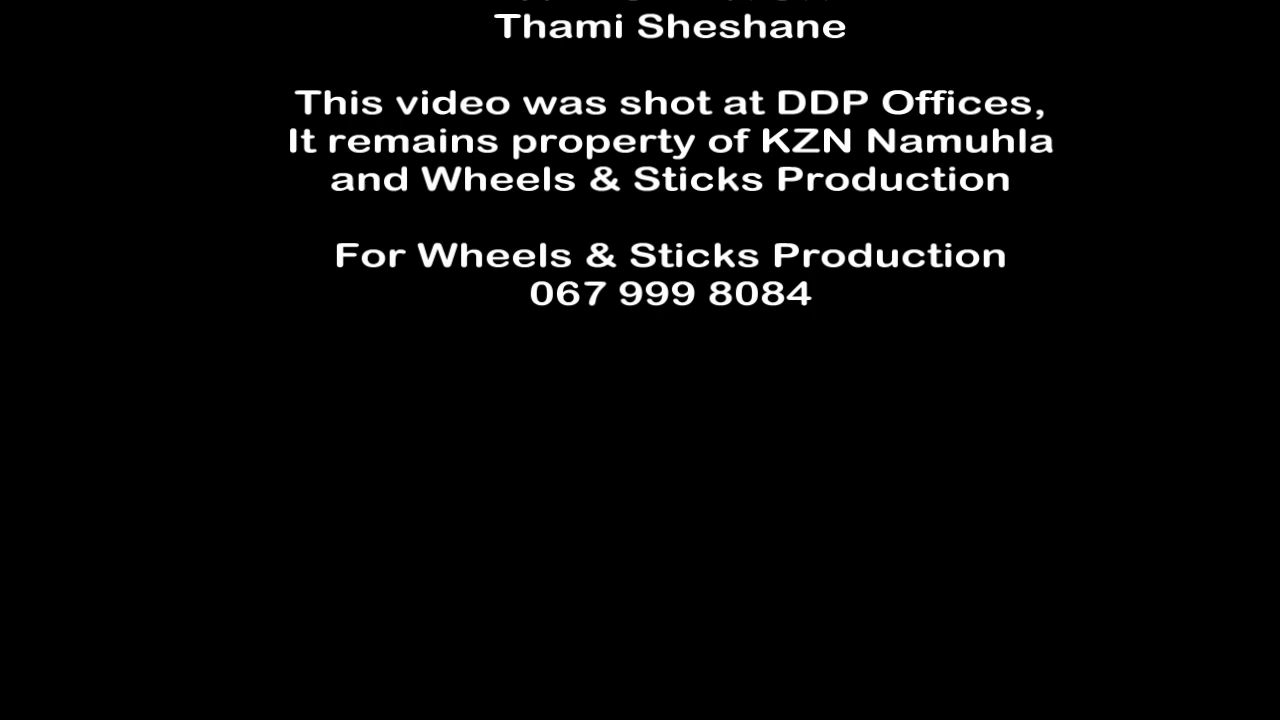 Thami Sheshane
This video was shot at DDP Offices,
It remains property of KZN Namuhla
and Wheels & Sticks Production
For Wheels & Sticks Production
067 999 8084